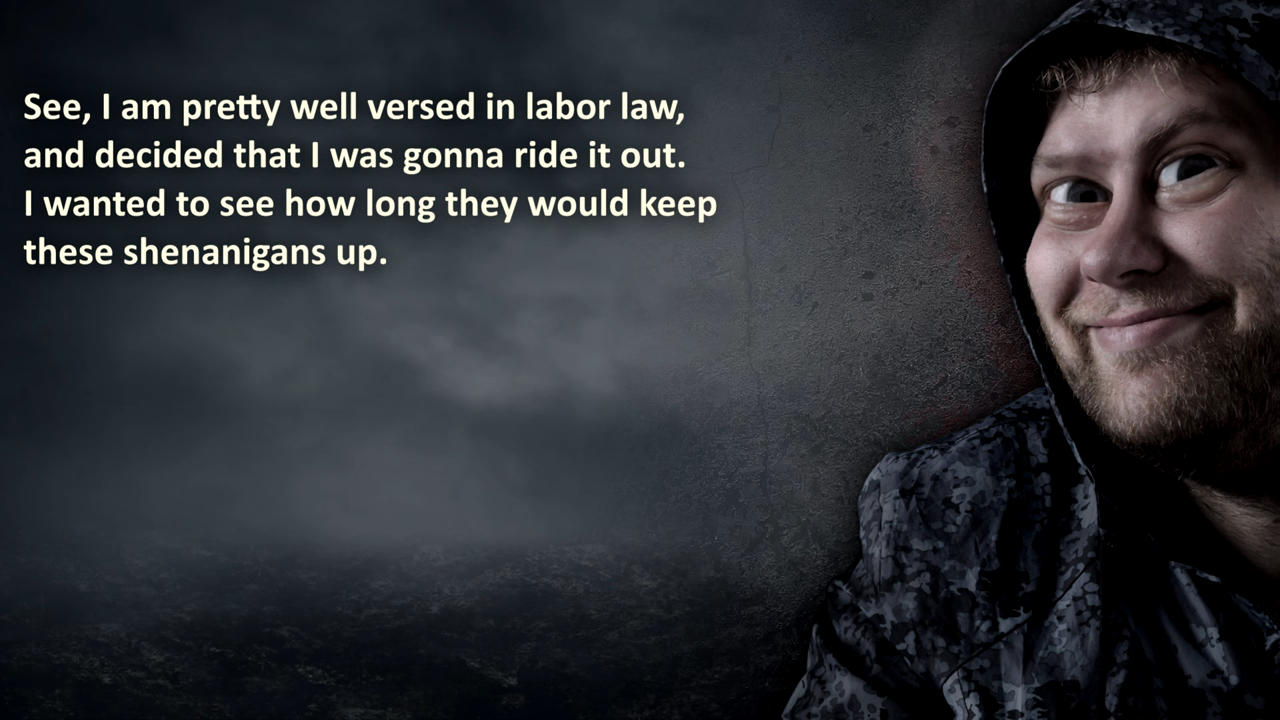 See, I am pretty well versed in labor law,
and decided that I was gonna ride it out.
I wanted to see how long they would keep
these shenanigans up.